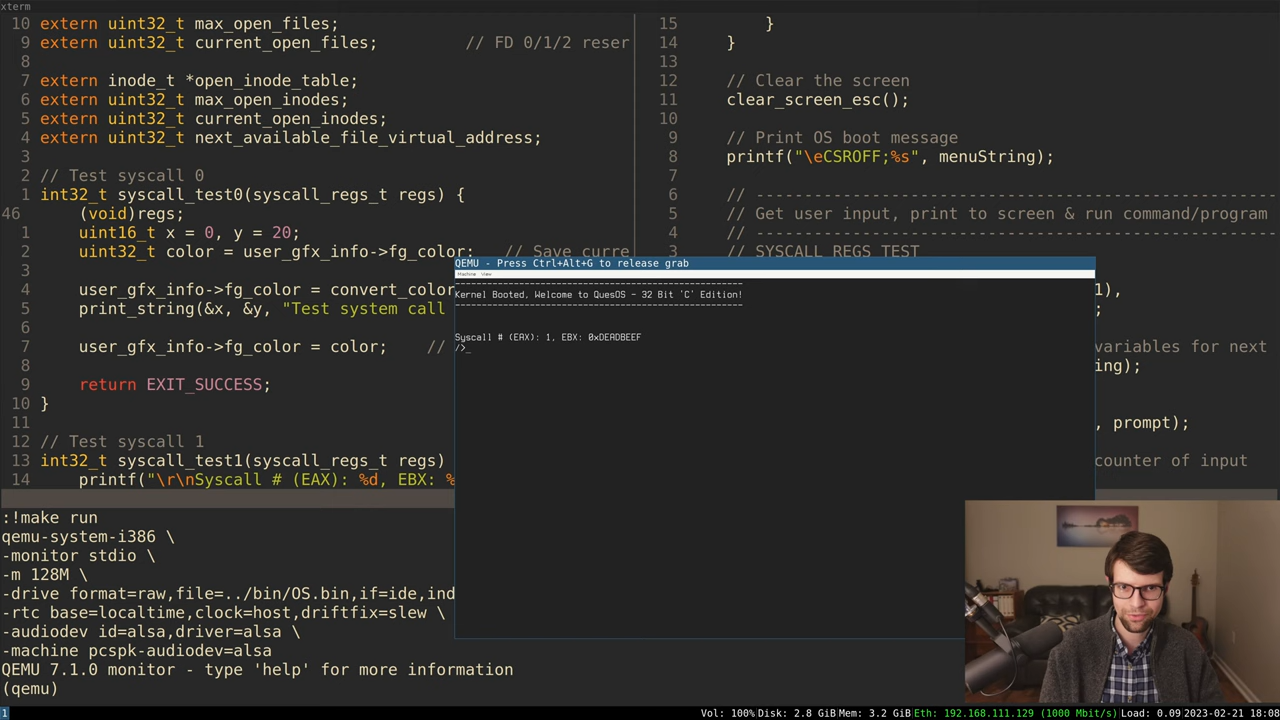 xterm
10 extern uint32_t max_open_files;
9 extern uint32_t current_open_files; // FD 0/1/2 reser
8
7 extern inode_t *open_inode_table;
6 extern uint32_t max_open_inodes;
5 extern uint32_t current_open_inodes;
4 extern uint32_t next_available_file_virtual_address;
3
2 // Test syscall 0
1 int32_t syscall_test0(syscall_regs_t regs) {
46 (void)regs;
1 uint16_t x = 0, y = 20;
2 uint32_t color = user_gfx_info->fg_color; // Save curre
3
4 user_gfx_info->fg_color = convert_color
5 print_string(&x, &y, "Test system call
6
7 user_gfx_info->fg_color = color; //
8
9 return EXIT_SUCCESS;
10 }
11
12 // Test syscall 1
13 int32_t syscall_test1(syscall_regs_t regs)
14 printf("\r\nSyscall # (EAX): %d, EBX: %
15 }
14 }
13
12 // Clear the screen
11 clear_screen_esc();
10
9 // Print OS boot message
8 printf("\eCSROFF;%s", menuString);
7
6 // ---------------------------------------------------------
5 // Get user input, print to screen & run command/program
4 // ---------------------------------------------------------
3 // SYSCALL REGS TEST
1),
;
variables for next
ing);
, prompt);
counter of input
QEMU - Press Ctrl+Alt+G to release grab
Machine View
------------------------------------------------------
Kernel Booted, Welcome to QuesOS - 32 Bit 'C' Edition!
------------------------------------------------------
Syscall # (EAX): 1, EBX: 0xDEADBEEF
/>_
:!make run
qemu-system-i386 \
-monitor stdio \
-m 128M \
-drive format=raw,file=../bin/OS.bin,if=ide,ind
-rtc base=localtime,clock=host,driftfix=slew \
-audiodev id=alsa,driver=alsa \
-machine pcspk-audiodev=alsa
QEMU 7.1.0 monitor - type 'help' for more information
(qemu)
1 Vol: 100% Disk: 2.8 GiB Mem: 3.2 GiB Eth: 192.168.111.129 (1000 Mbit/s) Load: 0.09 2023-02-21 18:08